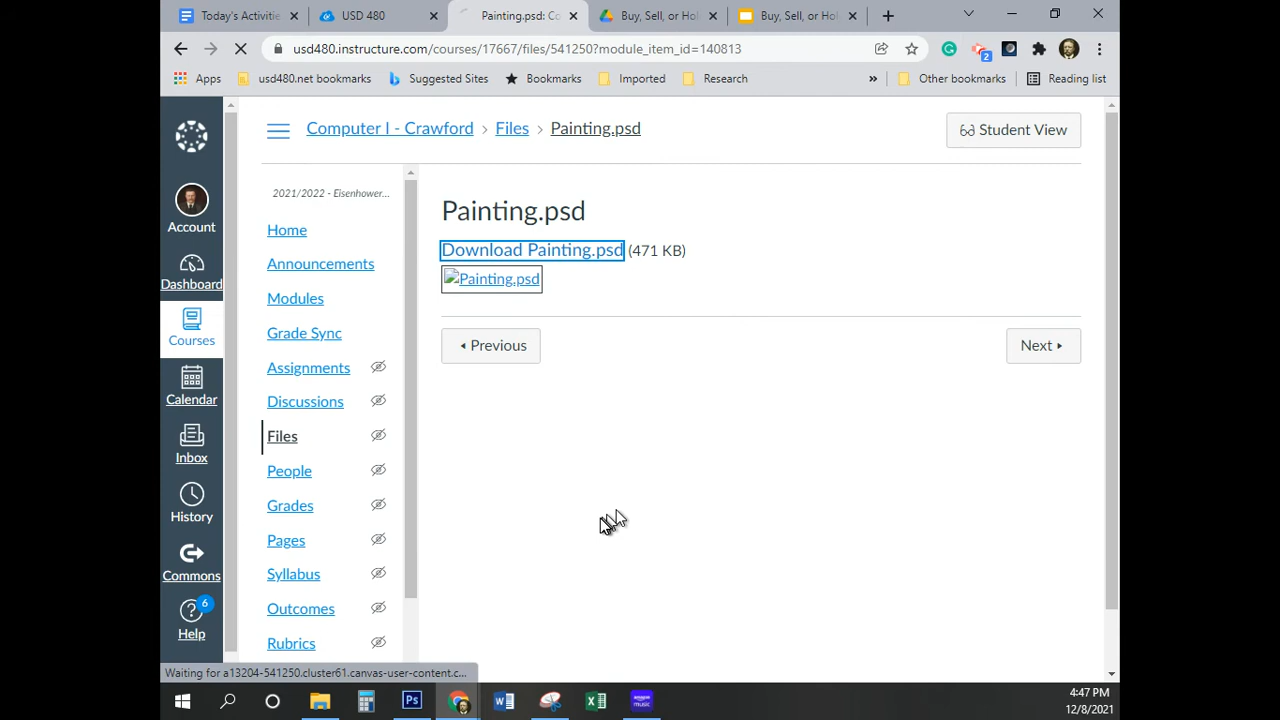 Today's Activitie
USD 480
Painting.psd: Co
Buy, Sell, or Hol
Buy, Sell, or Hol
usd480.instructure.com/courses/17667/files/541250?module_item_id=140813
2
Apps
usd480.net bookmarks
Suggested Sites
Bookmarks
Imported
Research
»
Other bookmarks
Reading list
Computer I - Crawford › Files › Painting.psd
Student View
2021/2022 - Eisenhower...
Home
Announcements
Modules
Grade Sync
Assignments
Discussions
Files
People
Grades
Pages
Syllabus
Outcomes
Rubrics
Account
Dashboard
Courses
Calendar
Inbox
History
Commons
6
Help
Painting.psd
Download Painting.psd (471 KB)
Painting.psd
Previous
Next
Waiting for a13204-541250.cluster61.canvas-user-content.c...
Ps
amazon music
4:47 PM
12/8/2021